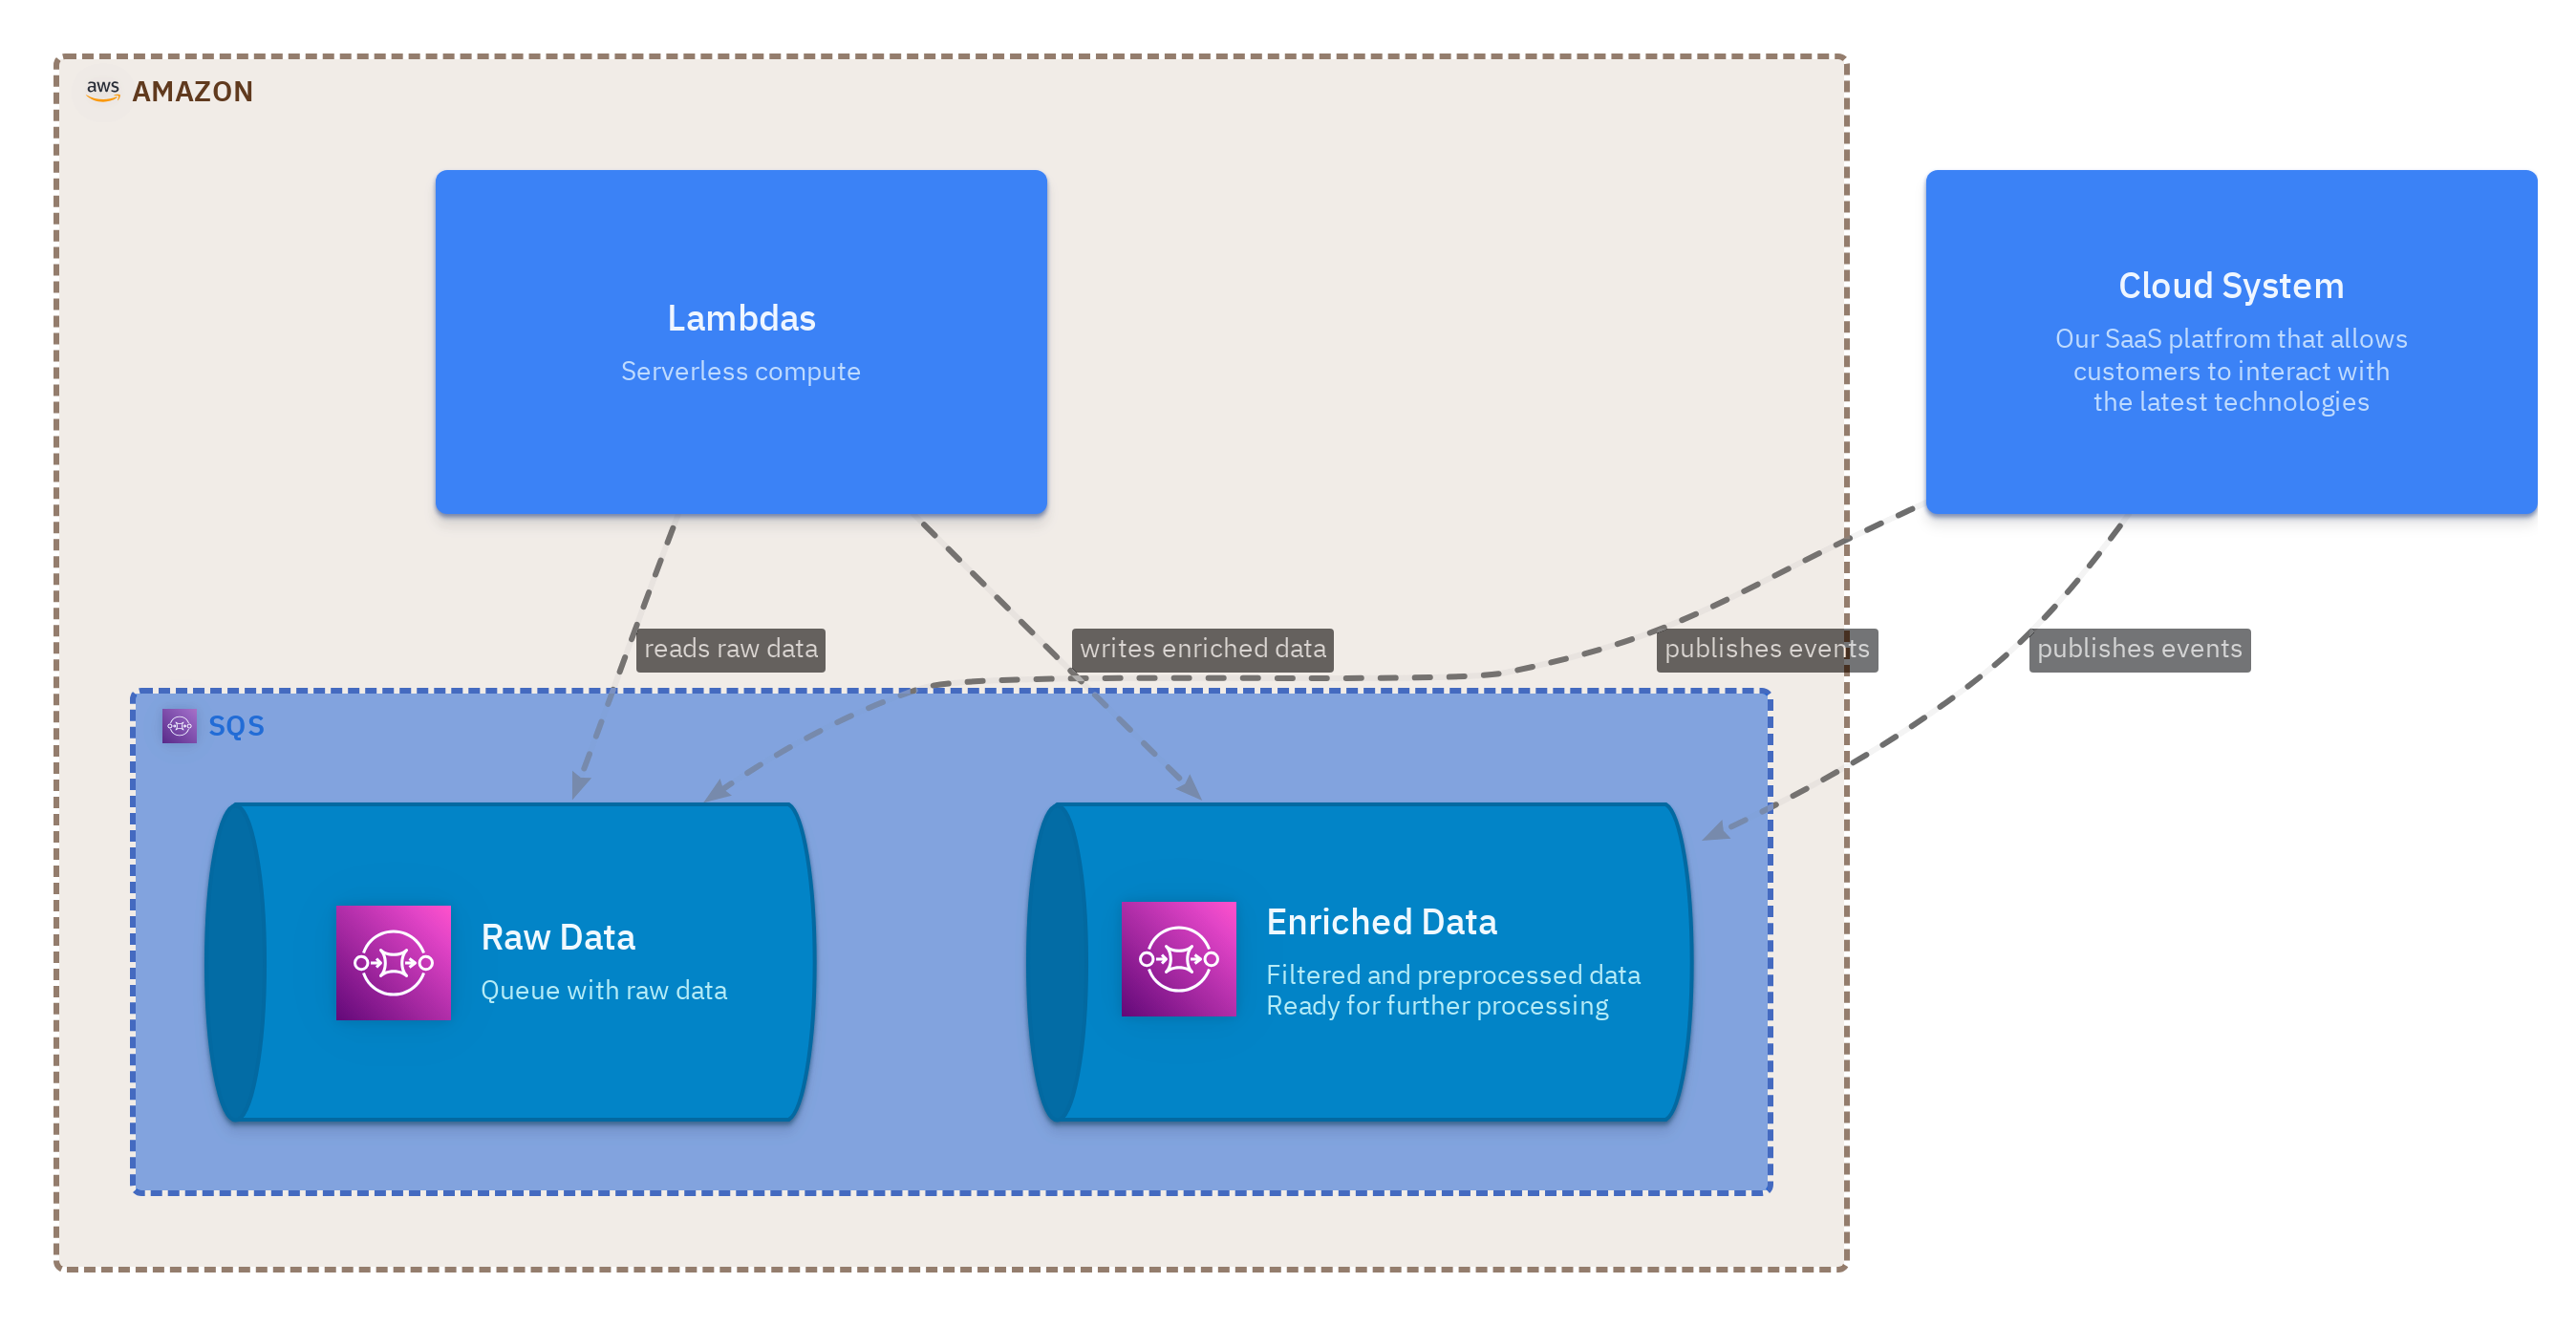 aws
AMAZON
Lambdas
Serverless compute
Cloud System
Our SaaS platfrom that allows
customers to interact with
the latest technologies
reads raw data
writes enriched data
publishes events
publishes events
SQS
Raw Data
Queue with raw data
Enriched Data
Filtered and preprocessed data
Ready for further processing